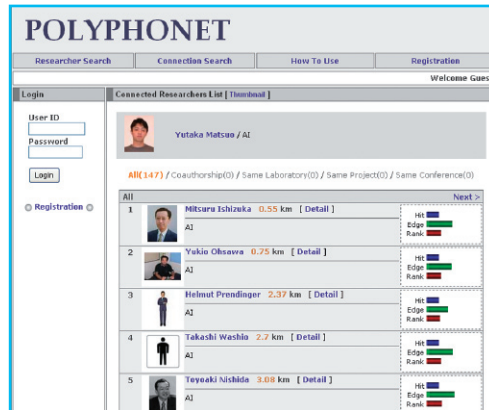 POLYPHONET
Researcher Search Connection Search How To Use Registration
Welcome Gues
Login
User ID
Password
Login
Registration
Connected Researchers List [ Thumbnail ]
Yutaka Matsuo / AI
All(147) / Coauthorship(0) / Same Laboratory(0) / Same Project(0) / Same Conference(0)
All Next >
1 Mitsuru Ishizuka 0.55 km [ Detail ]
AI
Hit
Edge
Rank
2 Yukio Ohsawa 0.75 km [ Detail ]
AI
Hit
Edge
Rank
3 Helmut Prendinger 2.37 km [ Detail ]
AI
Hit
Edge
Rank
4 Takashi Washio 2.7 km [ Detail ]
AI
Hit
Edge
Rank
5 Toyoaki Nishida 3.08 km [ Detail ]
AI
Hit
Edge
Rank